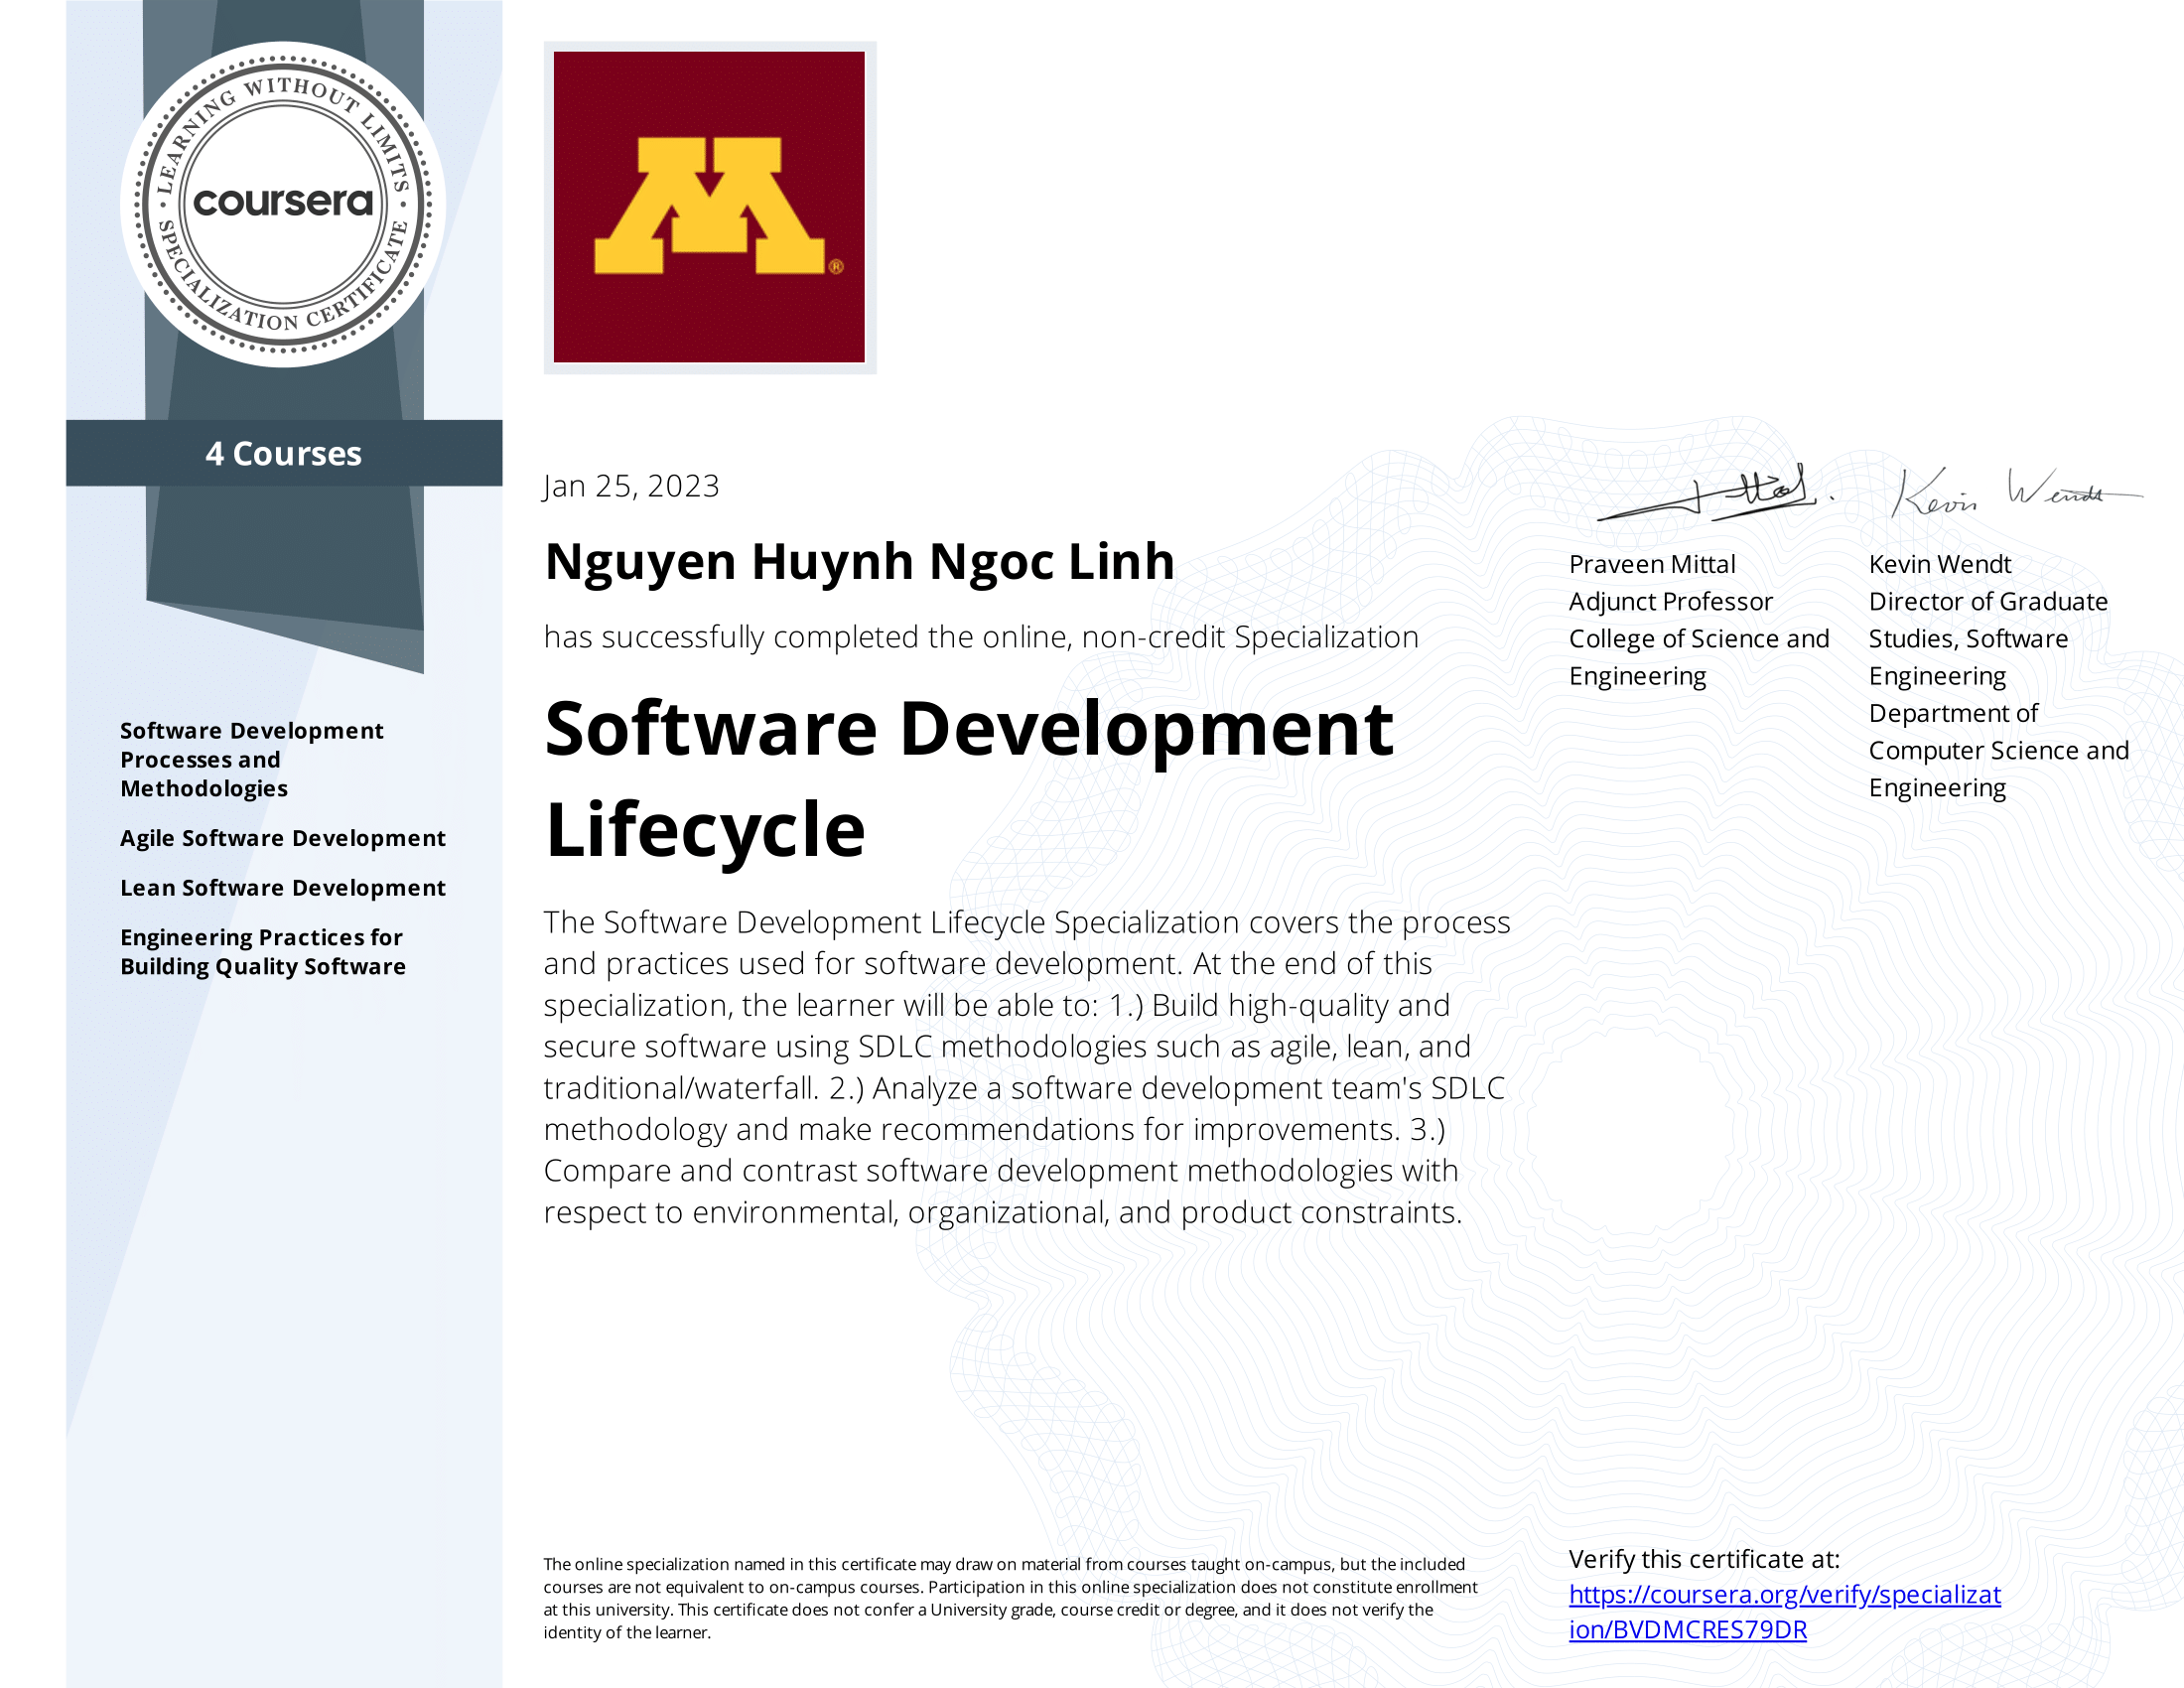 LEARNING WITHOUT LIMITS
coursera
SPECIALIZATION CERTIFICATE
4 Courses
Software Development
Processes and
Methodologies
Agile Software Development
Lean Software Development
Engineering Practices for
Building Quality Software
M
®
Jan 25, 2023
Nguyen Huynh Ngoc Linh
has successfully completed the online, non-credit Specialization
Software Development
Lifecycle
The Software Development Lifecycle Specialization covers the process
and practices used for software development. At the end of this
specialization, the learner will be able to: 1.) Build high-quality and
secure software using SDLC methodologies such as agile, lean, and
traditional/waterfall. 2.) Analyze a software development team's SDLC
methodology and make recommendations for improvements. 3.)
Compare and contrast software development methodologies with
respect to environmental, organizational, and product constraints.
Praveen Mittal
Adjunct Professor
College of Science and
Engineering
Kevin Wendt
Kevin Wendt
Director of Graduate
Studies, Software
Engineering
Department of
Computer Science and
Engineering
The online specialization named in this certificate may draw on material from courses taught on-campus, but the included
courses are not equivalent to on-campus courses. Participation in this online specialization does not constitute enrollment
at this university. This certificate does not confer a University grade, course credit or degree, and it does not verify the
identity of the learner.
Verify this certificate at:
https://coursera.org/verify/specializat
ion/BVDMCRES79DR